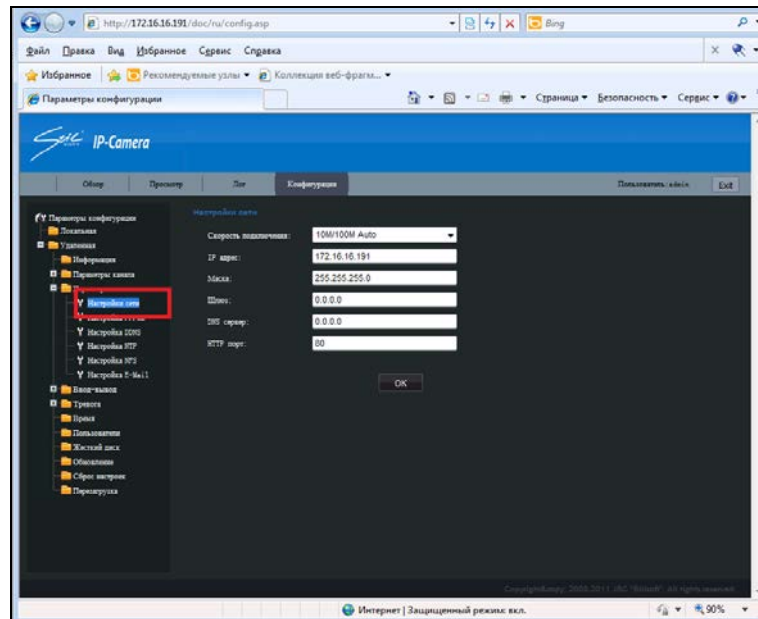 http://172.16.16.191/doc/ru/config.asp
Bing
Файл Правка Вид Избранное Сервис Справка
Избранное Рекомендуемые узлы Коллекция веб-фрагм...
Параметры конфигурации
Страница Безопасность Сервис
IP-Camera
Обзор Просмотр Лог Конфигурация Пользователь: admin Exit
Параметры конфигурации
Локальная
Удаленная
Информация
Параметры канала
Настройки сети
Настройка DDNS
Настройка NTP
Настройка NFS
Настройка E-Mail
Ввод-вывод
Тревога
Время
Пользователи
Жесткий диск
Обновление
Сброс настроек
Перезагрузка
Настройки сети
Скорость подключения: 10M/100M Auto
IP адрес: 172.16.16.191
Маска: 255.255.255.0
Шлюз: 0.0.0.0
DNS сервер: 0.0.0.0
HTTP порт: 80
OK
All rights reserved.
Интернет | Защищенный режим: вкл.
90%